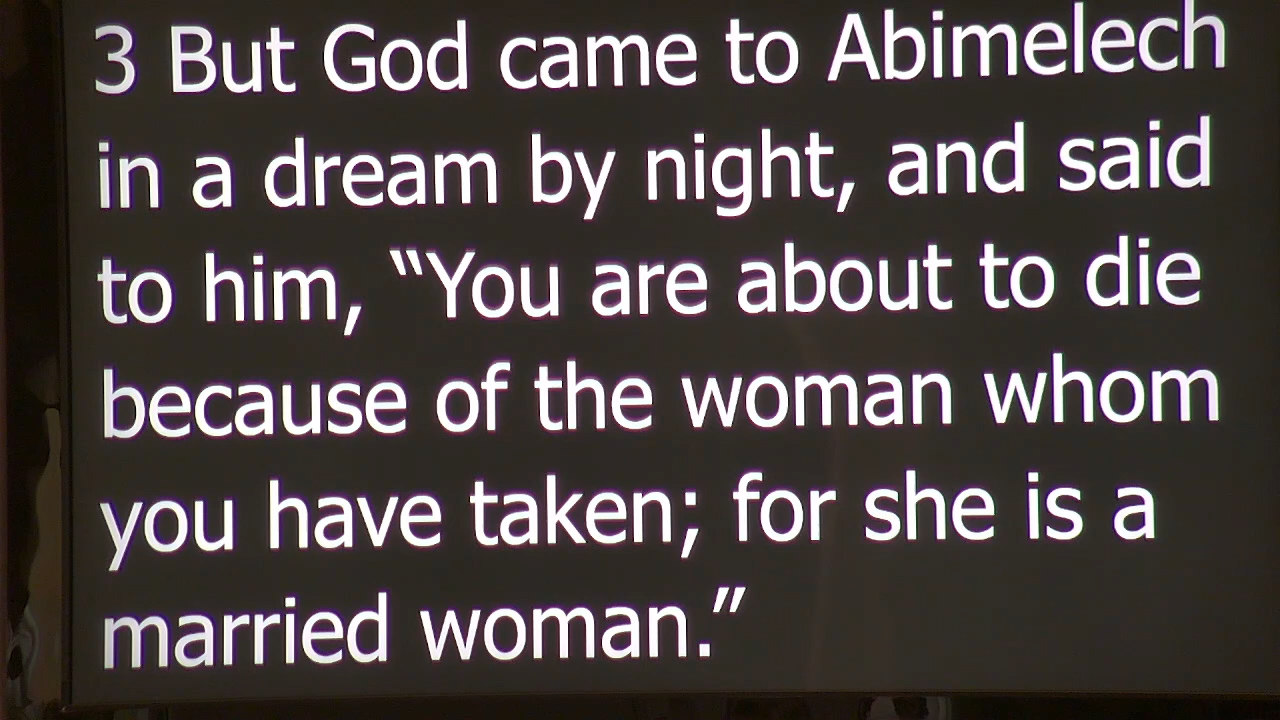 3 But God came to Abimelech
in a dream by night, and said
to him, “You are about to die
because of the woman whom
you have taken; for she is a
married woman.”